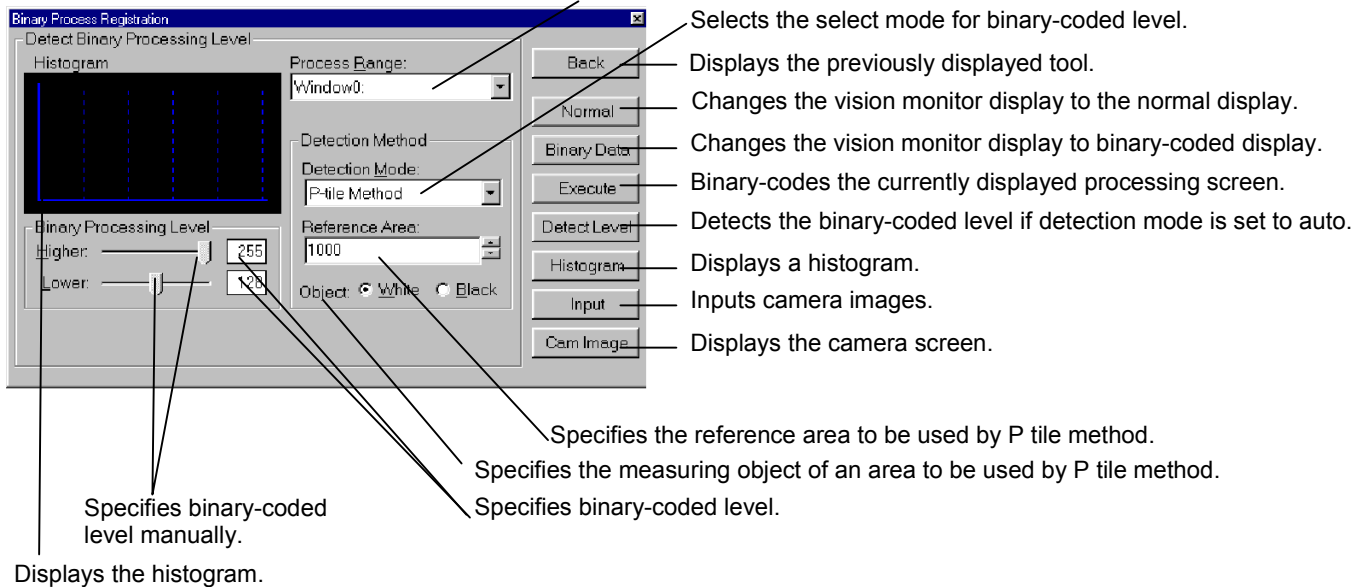 Binary Process Registration
Detect Binary Processing Level
Histogram
Process Range:
Window0:
Detection Method
Detection Mode:
P-tile Method
Binary Processing Level
Higher:
255
Lower:
128
Reference Area:
1000
Object: White Black
Back
Normal
Binary Data
Execute
Detect Level
Histogram
Input
Cam Image
Selects the select mode for binary-coded level.
Displays the previously displayed tool.
Changes the vision monitor display to the normal display.
Changes the vision monitor display to binary-coded display.
Binary-codes the currently displayed processing screen.
Detects the binary-coded level if detection mode is set to auto.
Displays a histogram.
Inputs camera images.
Displays the camera screen.
Specifies the reference area to be used by P tile method.
Specifies the measuring object of an area to be used by P tile method.
Specifies binary-coded level.
Specifies binary-coded
level manually.
Displays the histogram.